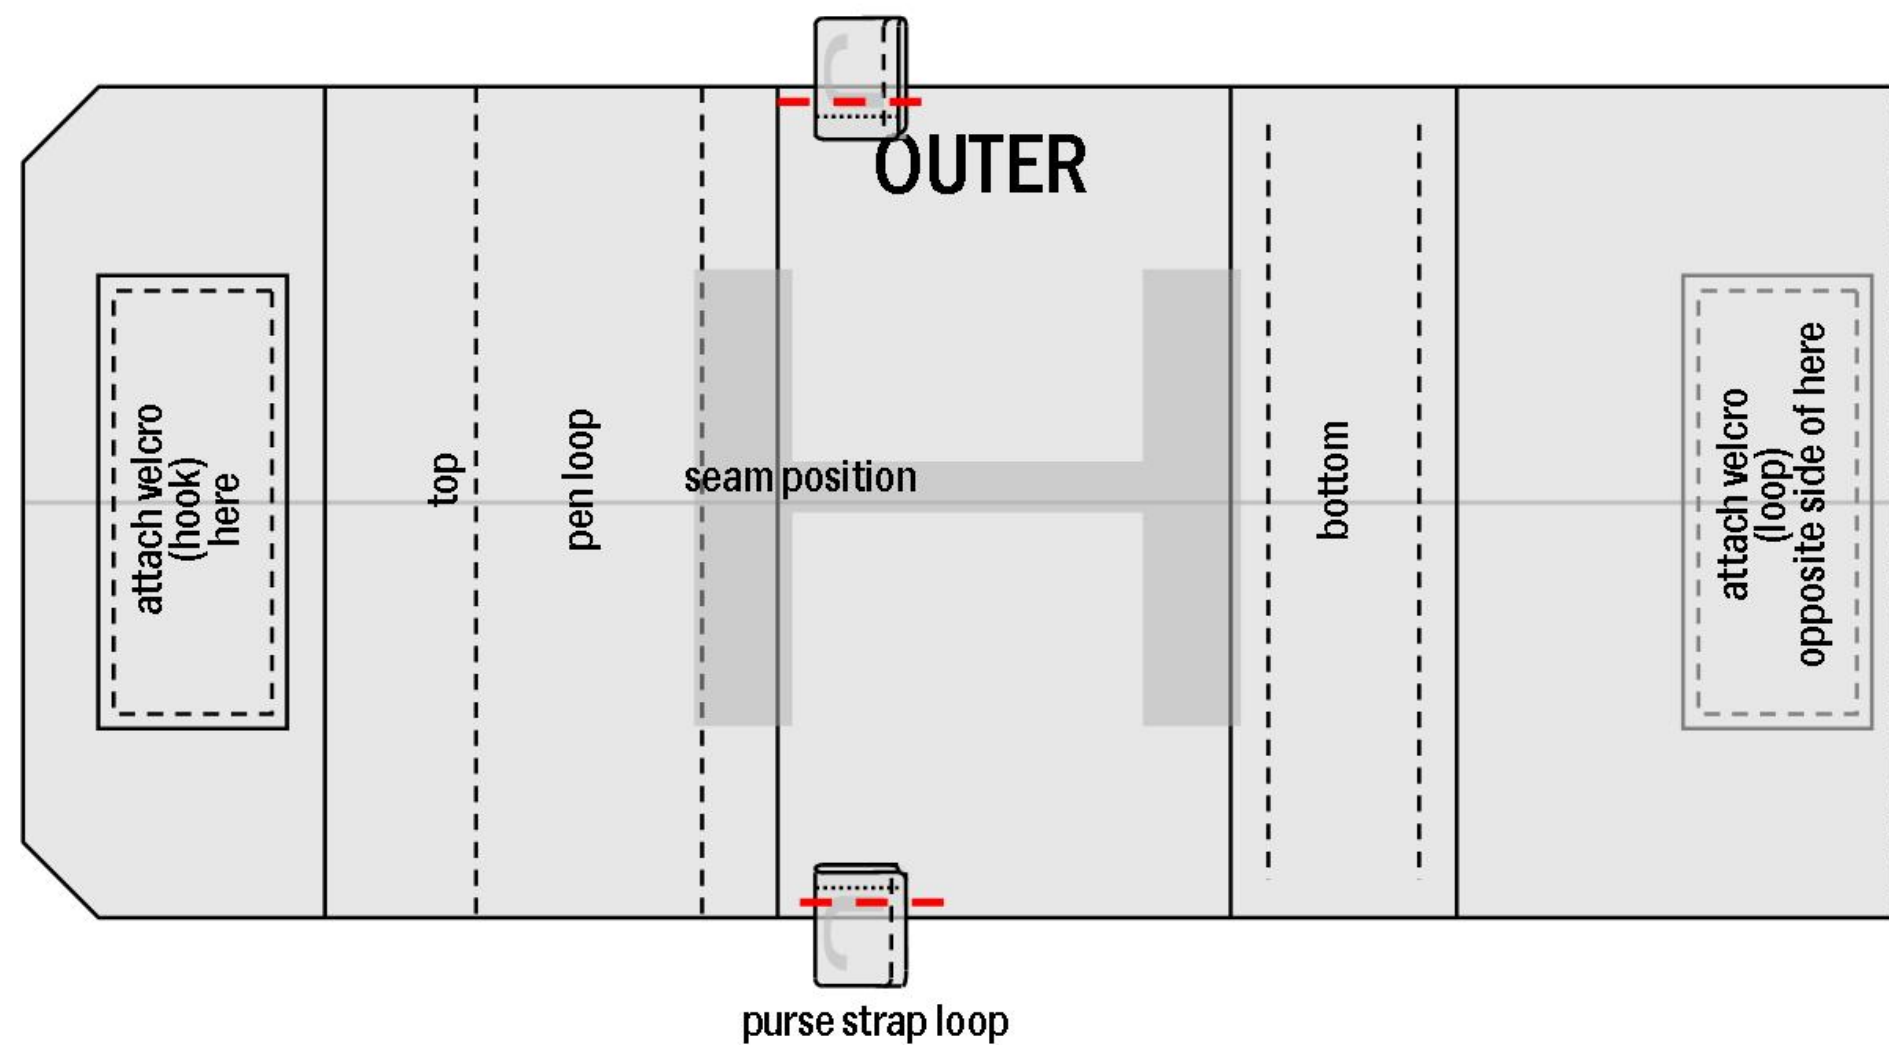 OUTER
attach velcro
(hook)
here
top
pen loop
seam position
bottom
attach velcro
(loop)
opposite side of here
purse strap loop